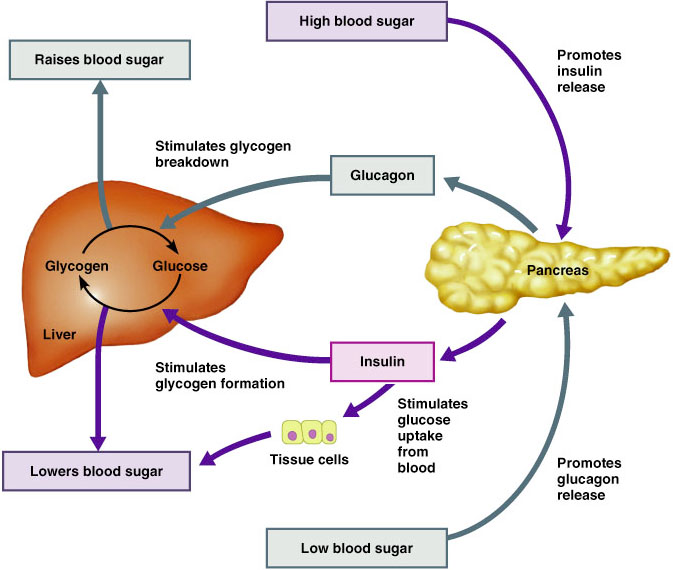 High blood sugar
Raises blood sugar
Promotes
insulin
release
Stimulates glycogen
breakdown
Glucagon
Glycogen
Glucose
Pancreas
Liver
Stimulates
glycogen formation
Insulin
Stimulates
glucose
uptake
from
blood
Tissue cells
Lowers blood sugar
Promotes
glucagon
release
Low blood sugar